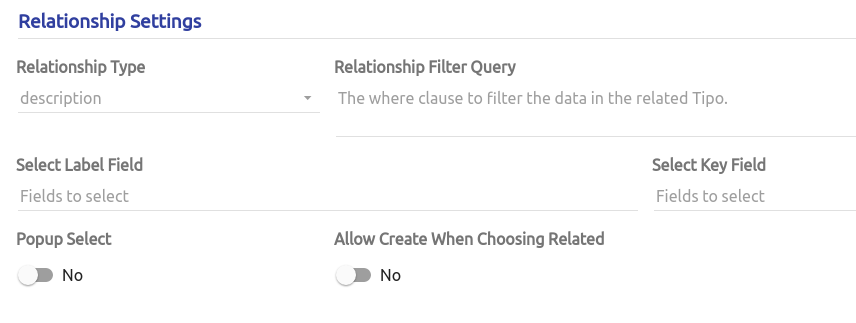 Relationship Settings
Relationship Type
Relationship Filter Query
description
The where clause to filter the data in the related Tipo.
Select Label Field
Select Key Field
Fields to select
Fields to select
Popup Select
Allow Create When Choosing Related
No
No